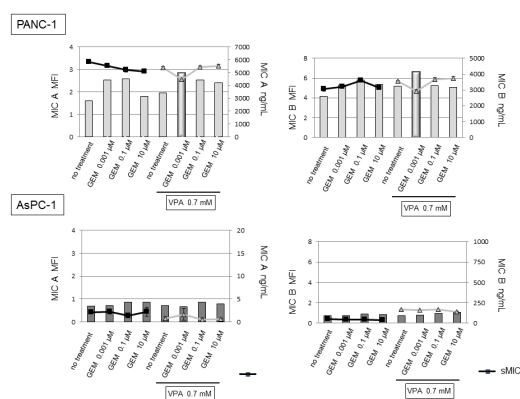 PANC-1
4
3
2
1
0
MIC A MFI
7000
6000
5000
4000
3000
2000
1000
0
MIC A ng/mL
no treatment
GEM 0.001 μM
GEM 0.1 μM
GEM 10 μM
no treatment
GEM 0.001 μM
GEM 0.1 μM
GEM 10 μM
VPA 0.7 mM
8
6
4
2
0
MIC B MFI
5000
4000
3000
2000
1000
0
MIC B ng/mL
no treatment
GEM 0.001 μM
GEM 0.1 μM
GEM 10 μM
no treatment
GEM 0.001 μM
GEM 0.1 μM
GEM 10 μM
VPA 0.7 mM
AsPC-1
4
3
2
1
0
MIC A MFI
20
15
10
5
0
MIC A ng/mL
no treatment
GEM 0.001 μM
GEM 0.1 μM
GEM 10 μM
no treatment
GEM 0.001 μM
GEM 0.1 μM
GEM 10 μM
VPA 0.7 mM
8
6
4
2
0
MIC B MFI
1000
750
500
250
0
MIC B ng/mL
no treatment
GEM 0.001 μM
GEM 0.1 μM
GEM 10 μM
no treatment
GEM 0.001 μM
GEM 0.1 μM
GEM 10 μM
VPA 0.7 mM
sMIC